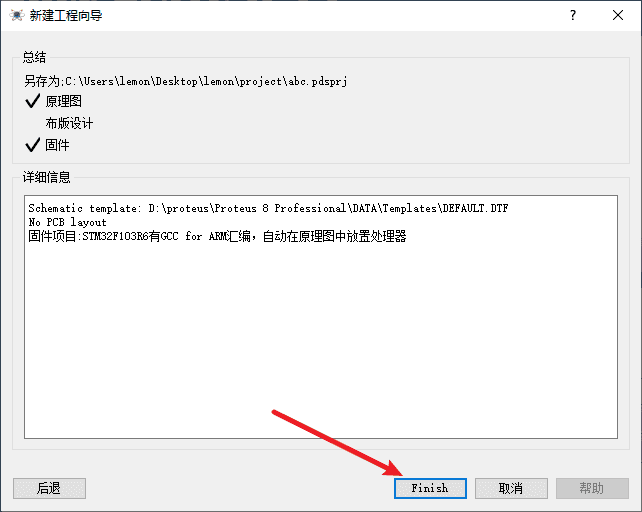 新建工程向导
总结
另存为:C:\Users\lemon\Desktop\lemon\project\abc.pdsprj
原理图
布版设计
固件
详细信息
Schematic template: D:\proteus\Proteus 8 Professional\DATA\Templates\DEFAULT.DTF
No PCB layout
固件项目:STM32F103R6有GCC for ARM汇编，自动在原理图中放置处理器
后退
Finish
取消
帮助